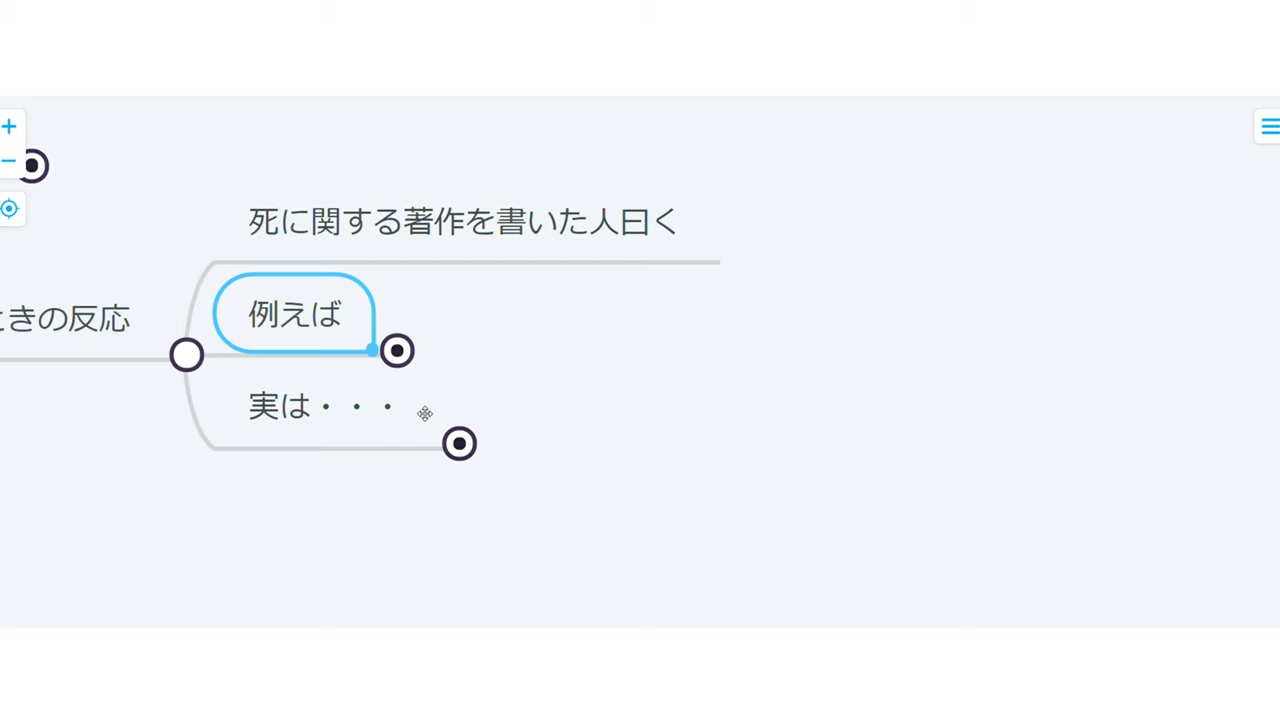 死に関する著作を書いた人曰く
例えば
ときの反応
実は・・・